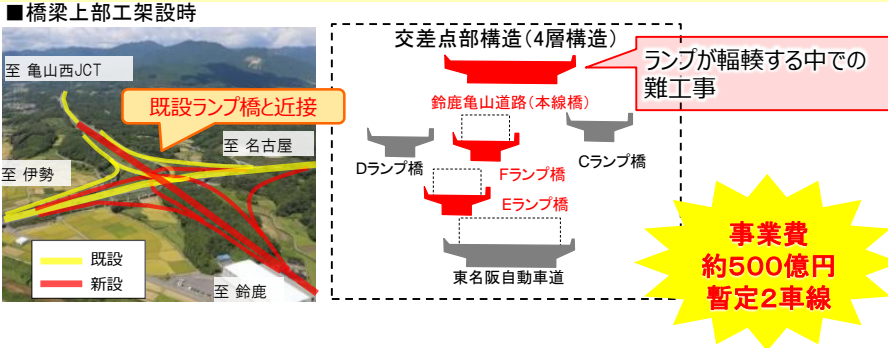 ■橋梁上部工架設時
至 亀山西JCT
既設ランプ橋と近接
至 名古屋
至 伊勢
既設
新設
至 鈴鹿
交差点部構造(4層構造)
ランプが輻輳する中での
難工事
鈴鹿亀山道路(本線橋)
Dランプ橋
Fランプ橋
Cランプ橋
Eランプ橋
東名阪自動車道
事業費
約500億円
暫定2車線